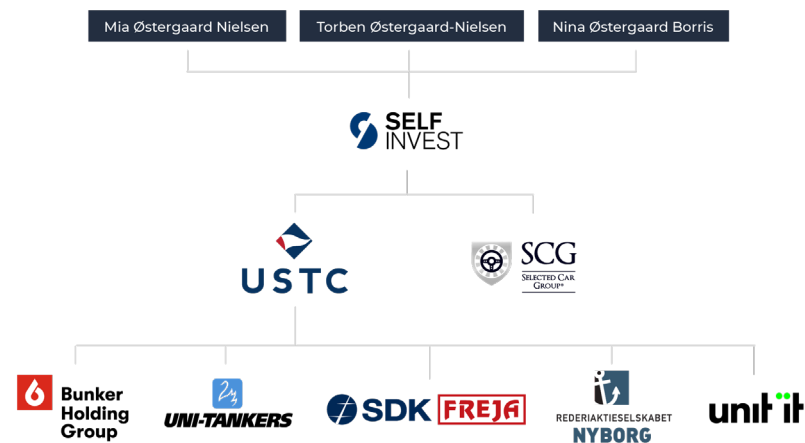 Mia Østergaard Nielsen
Torben Østergaard-Nielsen
Nina Østergaard Borris
SELF
INVEST
USTC
SCG
SELECTED CAR
GROUP®
Bunker
Holding
Group
UNI-TANKERS
SDK FREJA
REDERIAKTIESELSKABET
NYBORG
unit it